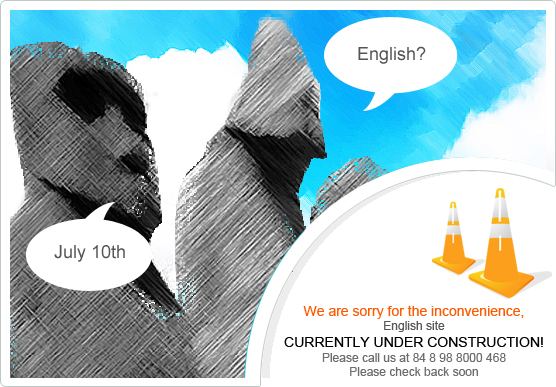 English?
July 10th
We are sorry for the inconvenience,
English site
CURRENTLY UNDER CONSTRUCTION!
Please call us at 84 8 98 8000 468
Please check back soon